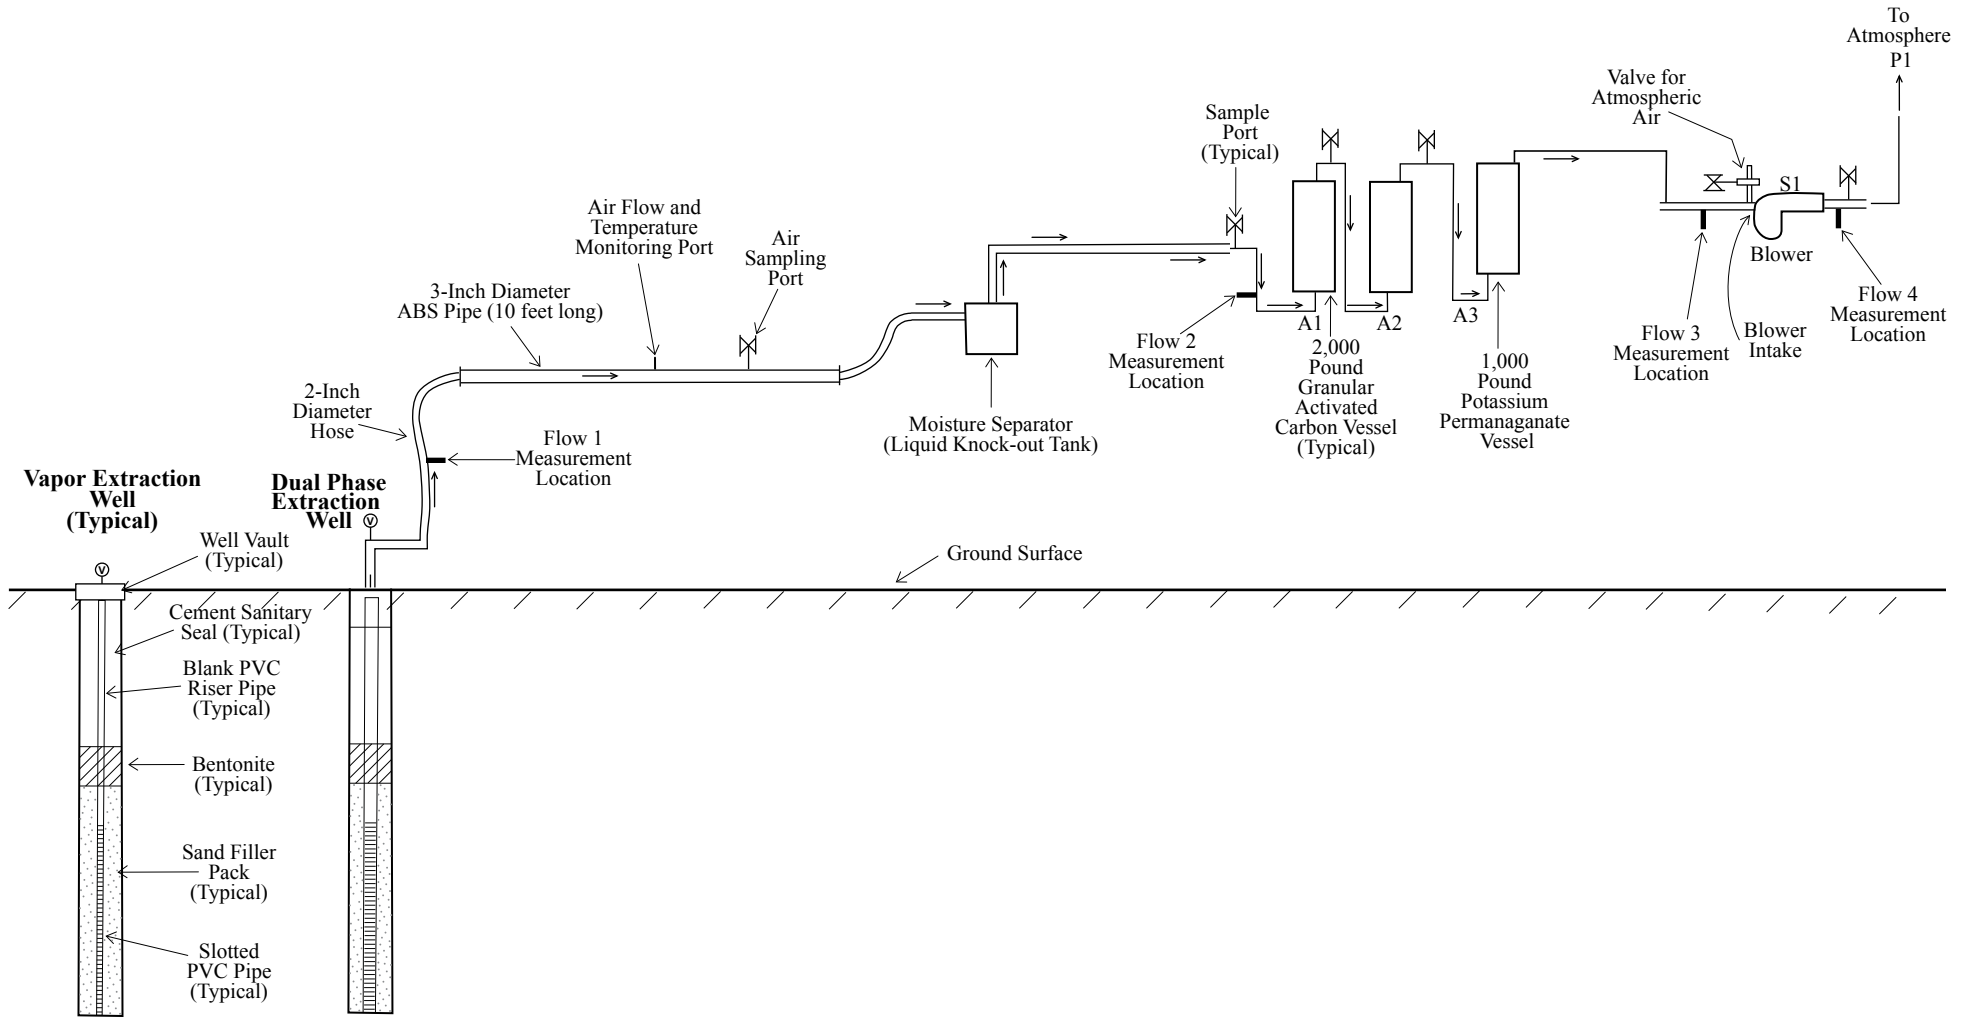 To
Atmosphere
P1
Valve for
Atmospheric
Air
Sample
Port
(Typical)
S1
Blower
Air Flow and
Temperature
Monitoring Port
Air
Sampling
Port
3-Inch Diameter
ABS Pipe (10 feet long)
Flow 4
Measurement
Location
Flow 3
Measurement
Location
Blower
Intake
A1
A2
A3
Flow 2
Measurement
Location
2,000
Pound
Granular
Activated
Carbon Vessel
(Typical)
1,000
Pound
Potassium
Permanaganate
Vessel
2-Inch
Diameter
Hose
Moisture Separator
(Liquid Knock-out Tank)
Flow 1
Measurement
Location
Vapor Extraction
Well
(Typical)
Dual Phase
Extraction
Well
V
V
Well Vault
(Typical)
Ground Surface
Cement Sanitary
Seal (Typical)
Blank PVC
Riser Pipe
(Typical)
Bentonite
(Typical)
Sand Filler
Pack
(Typical)
Slotted
PVC Pipe
(Typical)